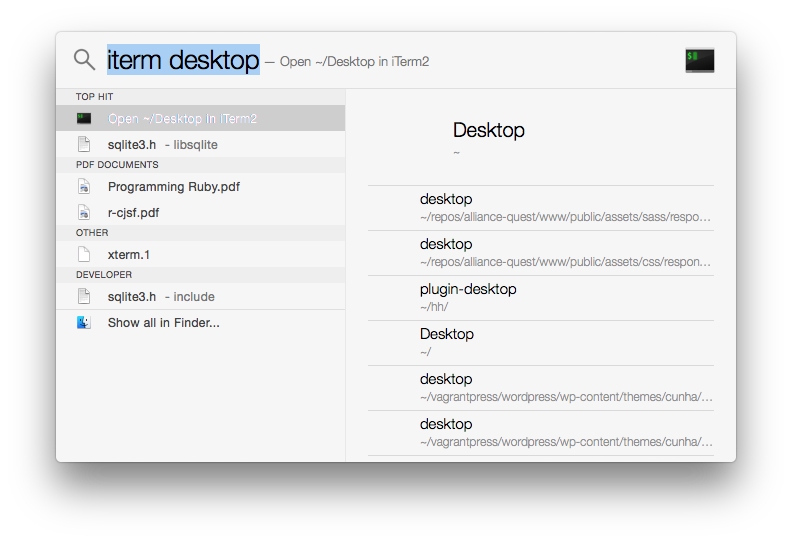 iterm desktop — Open ~/Desktop in iTerm2
TOP HIT
Open ~/Desktop in iTerm2
sqlite3.h - libsqlite
PDF DOCUMENTS
Programming Ruby.pdf
r-cjsf.pdf
OTHER
xterm.1
DEVELOPER
sqlite3.h - include
Show all in Finder...
Desktop
~
desktop
~/repos/alliance-quest/www/public/assets/sass/respo...
desktop
~/repos/alliance-quest/www/public/assets/css/respon...
plugin-desktop
~/hh/
Desktop
~/
desktop
~/vagrantpress/wordpress/wp-content/themes/cunha/...
desktop
~/vagrantpress/wordpress/wp-content/themes/cunha/...